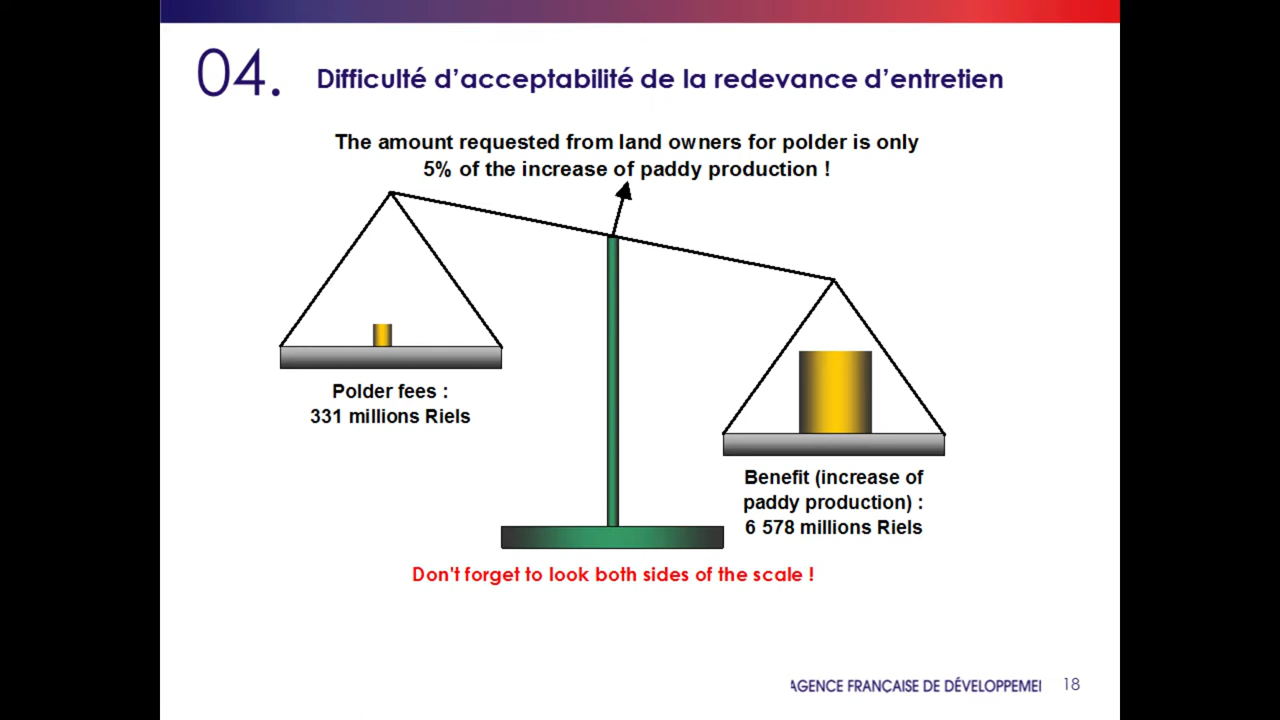 04. Difficulté d'acceptabilité de la redevance d'entretien
The amount requested from land owners for polder is only
5% of the increase of paddy production !
Polder fees :
331 millions Riels
Benefit (increase of
paddy production) :
6 578 millions Riels
Don't forget to look both sides of the scale !
AGENCE FRANÇAISE DE DÉVELOPPEME 18